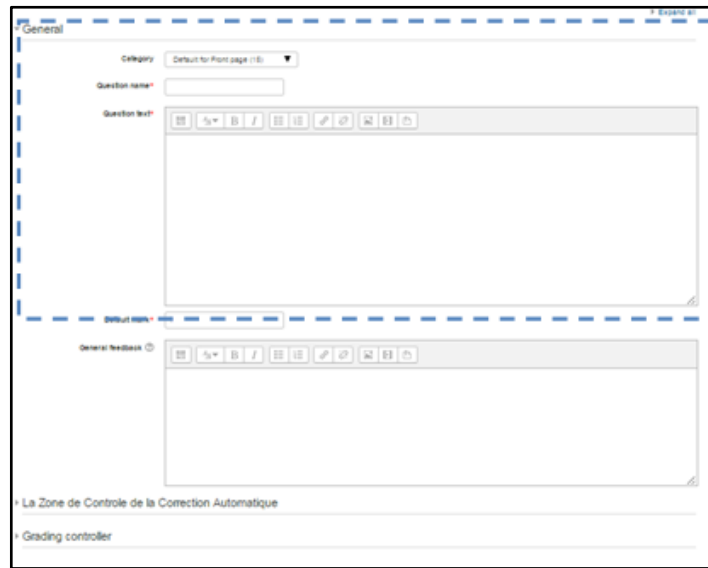 Expand all
General
Category Default for Front page (15)
Question name*
Question text*
B I
Default mark*
General feedback
B I
La Zone de Controle de la Correction Automatique
Grading controller